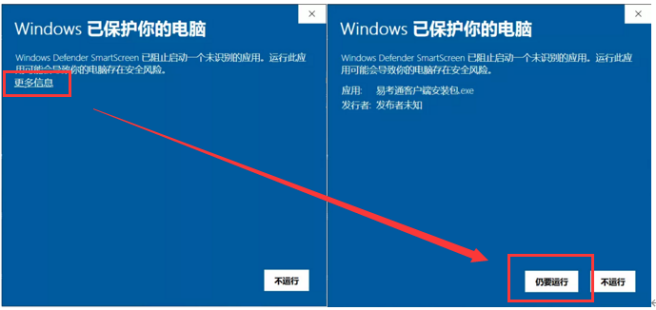 Windows 已保护你的电脑
Windows Defender SmartScreen 已阻止启动一个未识别的应用。运行此应
用可能会导致你的电脑存在安全风险。
更多信息
不运行
Windows 已保护你的电脑
Windows Defender SmartScreen 已阻止启动一个未识别的应用。运行此应
用可能会导致你的电脑存在安全风险。
应用: 易考通客户端安装包.exe
发行者: 发布者未知
仍要运行
不运行